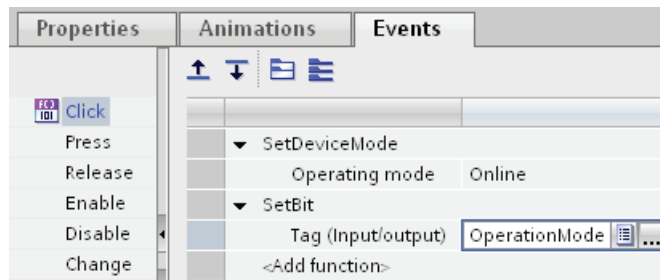 Properties Animations Events
Click
Press
Release
Enable
Disable
Change
SetDeviceMode
Operating mode Online
SetBit
Tag (Input/output) OperationMode ...
<Add function>